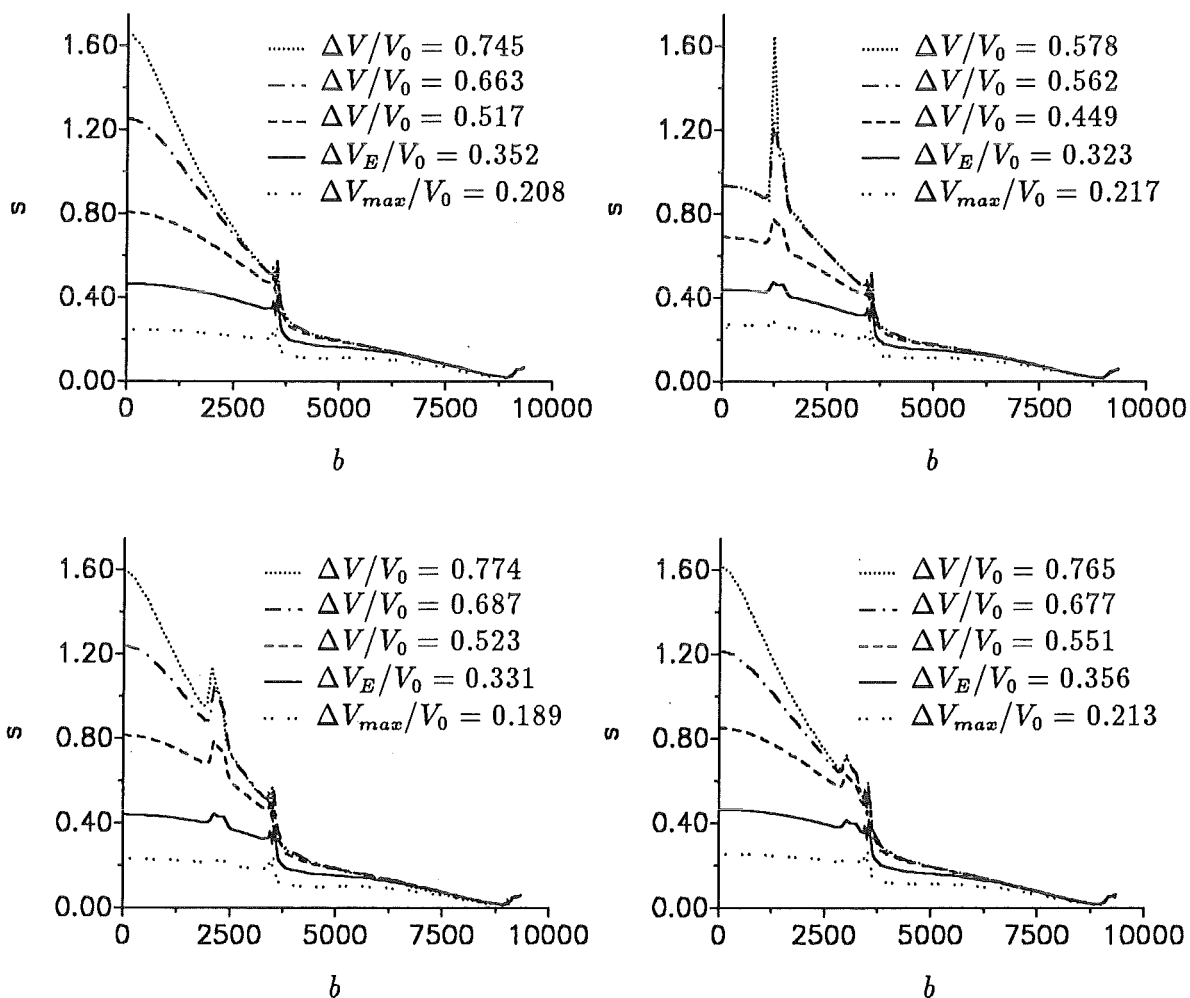 1.60
1.20
0.80
0.40
0.00
s
0 2500 5000 7500 10000
b
ΔV/V₀ = 0.745
ΔV/V₀ = 0.663
ΔV/V₀ = 0.517
ΔV_E/V₀ = 0.352
ΔV_max/V₀ = 0.208
1.60
1.20
0.80
0.40
0.00
s
0 2500 5000 7500 10000
b
ΔV/V₀ = 0.578
ΔV/V₀ = 0.562
ΔV/V₀ = 0.449
ΔV_E/V₀ = 0.323
ΔV_max/V₀ = 0.217
1.60
1.20
0.80
0.40
0.00
s
0 2500 5000 7500 10000
b
ΔV/V₀ = 0.774
ΔV/V₀ = 0.687
ΔV/V₀ = 0.523
ΔV_E/V₀ = 0.331
ΔV_max/V₀ = 0.189
1.60
1.20
0.80
0.40
0.00
s
0 2500 5000 7500 10000
b
ΔV/V₀ = 0.765
ΔV/V₀ = 0.677
ΔV/V₀ = 0.551
ΔV_E/V₀ = 0.356
ΔV_max/V₀ = 0.213